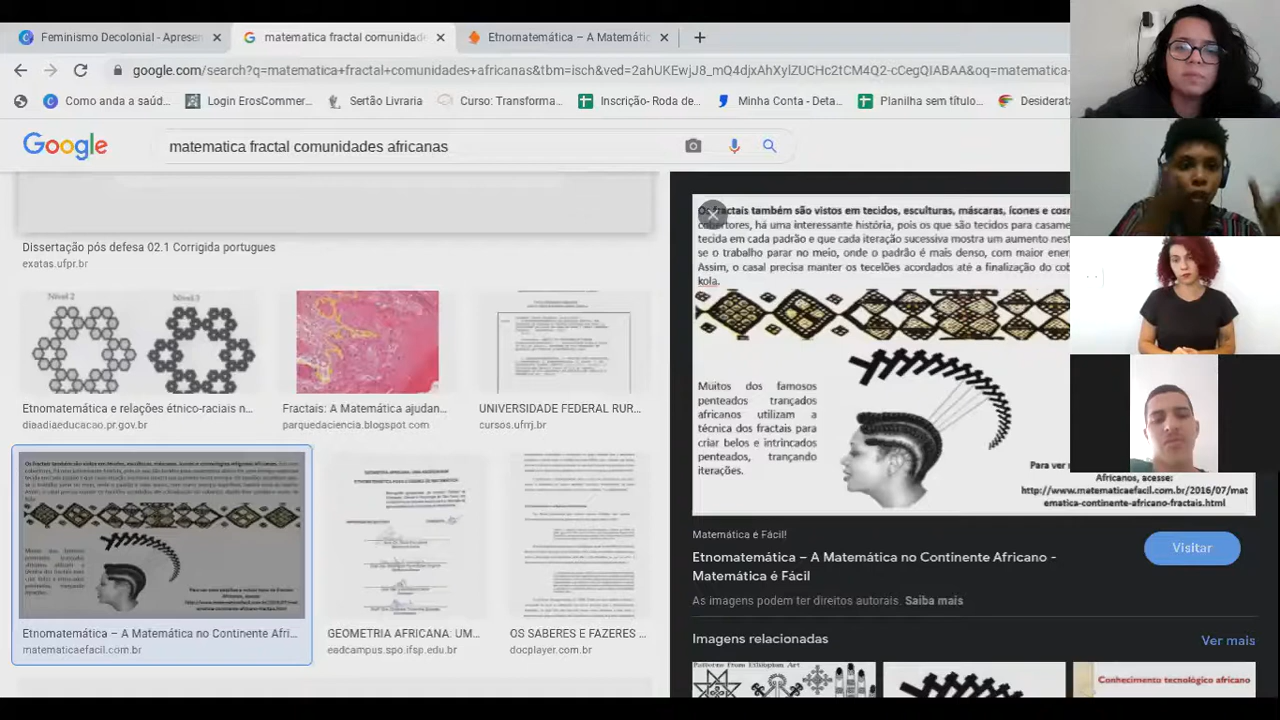 Feminismo Decolonial - Aprese
matematica fractal comunidade
Etnomatemática – A Matemátic
google.com/search?q=matematica+fractal+comunidades+africanas&tbm=isch&ved=2ahUKEwjJ8_mQ4djxAhXylZUCHc2tCM4Q2-cCegQIABAA&oq=matematica-
Como anda a saúd...
Login ErosCommer...
Sertão Livraria
Curso: Transforma...
Inscrição- Roda de...
Minha Conta - Deta...
Planilha sem título...
Desiderata
Google
matematica fractal comunidades africanas
Dissertação pós defesa 02.1 Corrigida portugues
exatas.ufpr.br
Nível 2
Nível 3
Etnomatemática e relações étnico-raciais n...
diaadiaeducacao.pr.gov.br
Fractais: A Matemática ajudan...
parquedaciencia.blogspot.com
UNIVERSIDADE FEDERAL RUR...
cursos.ufrrj.br
Etnomatemática – A Matemática no Continente Afri...
matematicaefacil.com.br
GEOMETRIA AFRICANA: UM...
eadcampus.spo.ifsp.edu.br
OS SABERES E FAZERES ...
docplayer.com.br
Os fractais também são vistos em tecidos, esculturas, máscaras, ícones e cosm
cobertores, há uma interessante história, pois os que são tecidos para casame
tecida em cada padrão e que cada iteração sucessiva mostra um aumento nest
se o trabalho parar no meio, onde o padrão é mais denso, com maior ener
Assim, o casal precisa manter os tecelões acordados até a finalização do cob
kola.
Muitos dos famosos
penteados trançados
africanos utilizam a
técnica dos fractais para
criar belos e intrincados
penteados, trançando
iterações.
Para ver
Africanos, acesse:
http://www.matematicaefacil.com.br/2016/07/mat
ematica-continente-africano-fractais.html
Matemática é Fácil!
Etnomatemática – A Matemática no Continente Africano -
Matemática é Fácil
Visitar
As imagens podem ter direitos autorais. Saiba mais
Imagens relacionadas
Ver mais
Patterns from Ethiopian Art
Conhecimento tecnológico africano